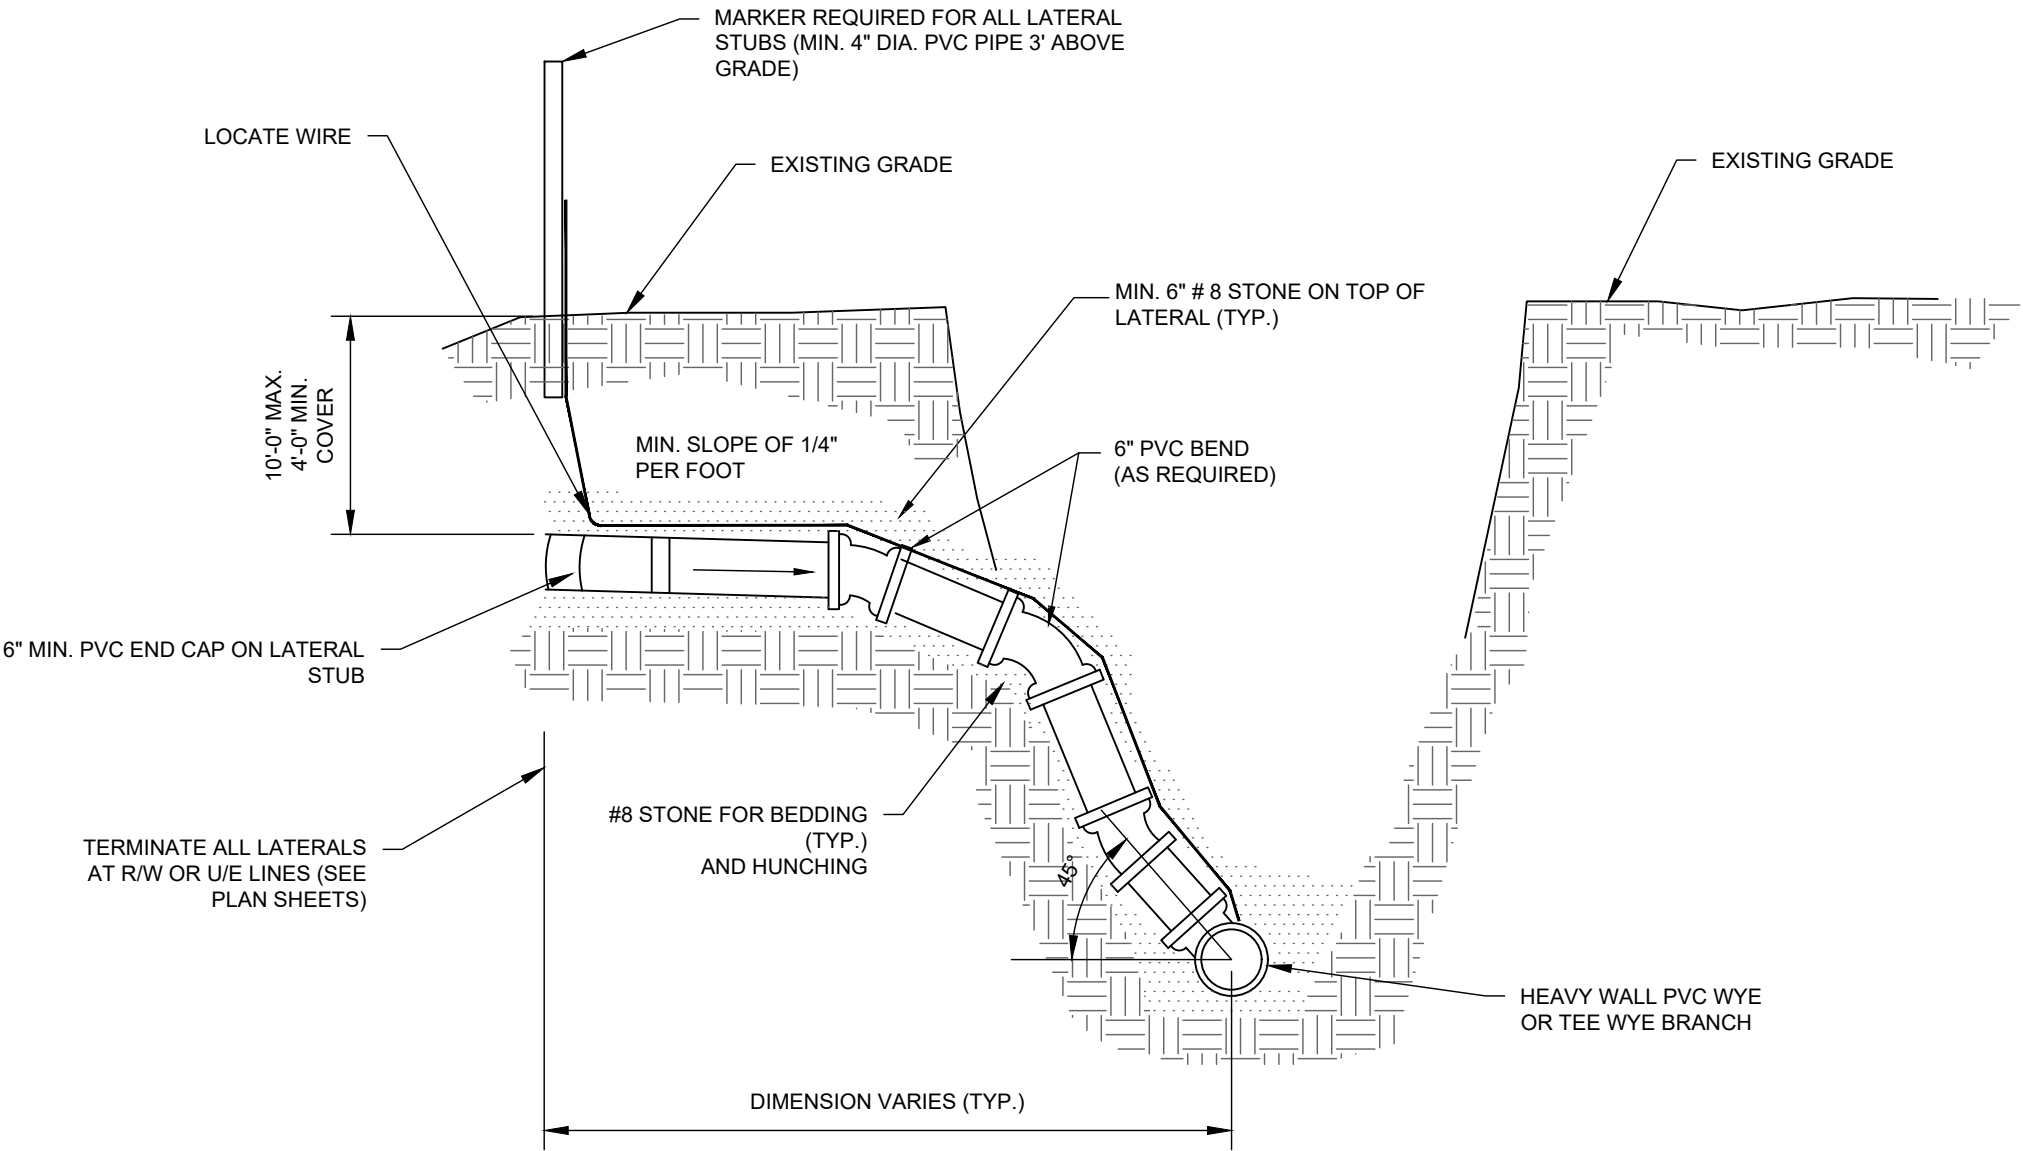 MARKER REQUIRED FOR ALL LATERAL
STUBS (MIN. 4" DIA. PVC PIPE 3' ABOVE
GRADE)
LOCATE WIRE
EXISTING GRADE
EXISTING GRADE
MIN. 6" # 8 STONE ON TOP OF
LATERAL (TYP.)
10'-0" MAX.
4'-0" MIN.
COVER
MIN. SLOPE OF 1/4"
PER FOOT
6" PVC BEND
(AS REQUIRED)
6" MIN. PVC END CAP ON LATERAL
STUB
#8 STONE FOR BEDDING
(TYP.)
AND HUNCHING
TERMINATE ALL LATERALS
AT R/W OR U/E LINES (SEE
PLAN SHEETS)
45°
HEAVY WALL PVC WYE
OR TEE WYE BRANCH
DIMENSION VARIES (TYP.)